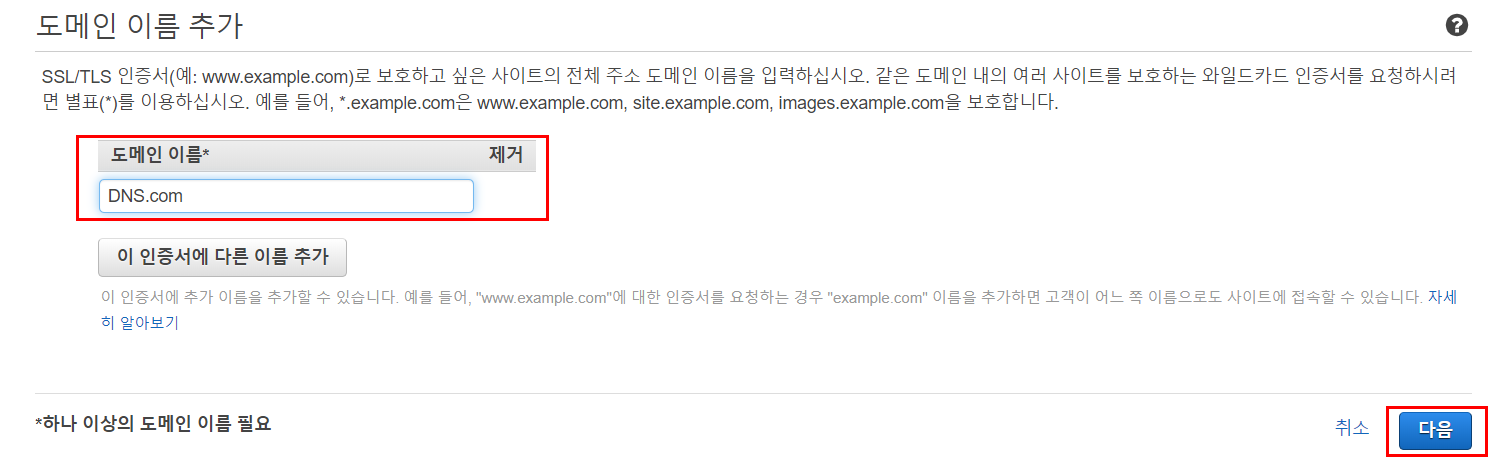 도메인 이름 추가
SSL/TLS 인증서(예: www.example.com)로 보호하고 싶은 사이트의 전체 주소 도메인 이름을 입력하십시오. 같은 도메인 내의 여러 사이트를 보호하는 와일드카드 인증서를 요청하시려
면 별표(*)를 이용하십시오. 예를 들어, *.example.com은 www.example.com, site.example.com, images.example.com을 보호합니다.
도메인 이름* 제거
DNS.com
이 인증서에 다른 이름 추가
이 인증서에 추가 이름을 추가할 수 있습니다. 예를 들어, "www.example.com"에 대한 인증서를 요청하는 경우 "example.com" 이름을 추가하면 고객이 어느 쪽 이름으로도 사이트에 접속할 수 있습니다. 자세
히 알아보기
*하나 이상의 도메인 이름 필요
취소 다음